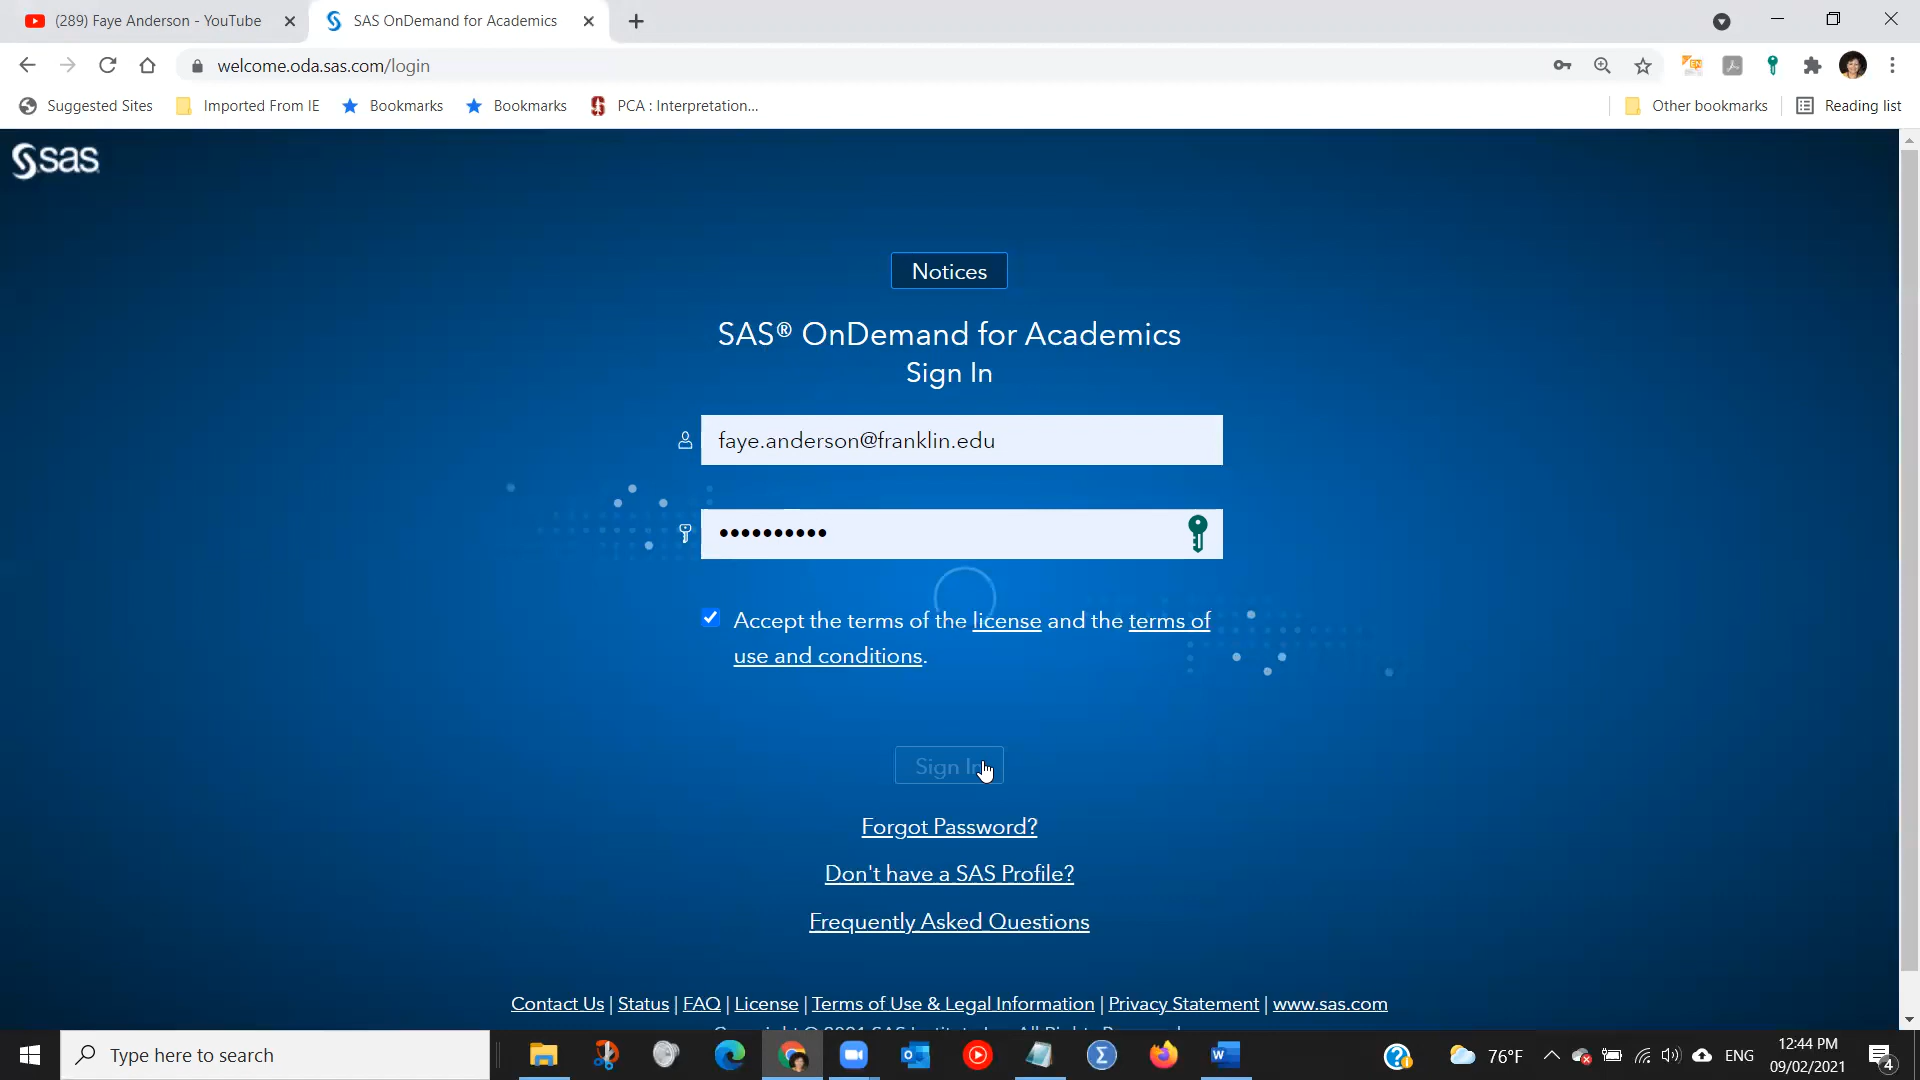 (289) Faye Anderson - YouTube
SAS OnDemand for Academics
welcome.oda.sas.com/login
Suggested Sites
Imported From IE
Bookmarks
Bookmarks
PCA : Interpretation...
Other bookmarks
Reading list
sas
Notices
SAS® OnDemand for Academics
Sign In
faye.anderson@franklin.edu
Accept the terms of the license and the terms of
use and conditions.
Sign In
Forgot Password?
Don't have a SAS Profile?
Frequently Asked Questions
Contact Us | Status | FAQ | License | Terms of Use & Legal Information | Privacy Statement | www.sas.com
Type here to search
76°F
ENG
12:44 PM
09/02/2021
4